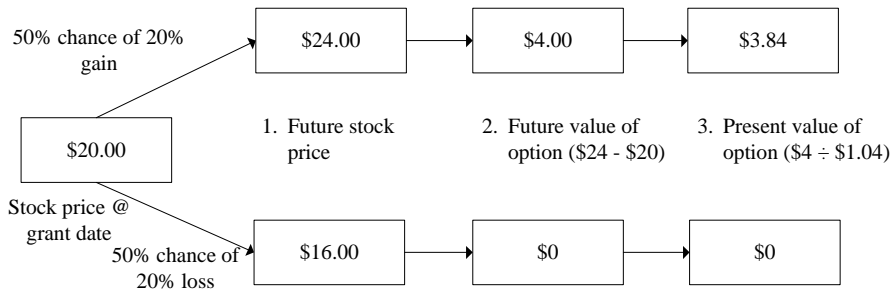 50% chance of 20%
gain
$24.00
$4.00
$3.84
$20.00
1. Future stock
price
2. Future value of
option ($24 - $20)
3. Present value of
option ($4 ÷ $1.04)
Stock price @
grant date
50% chance of
20% loss
$16.00
$0
$0